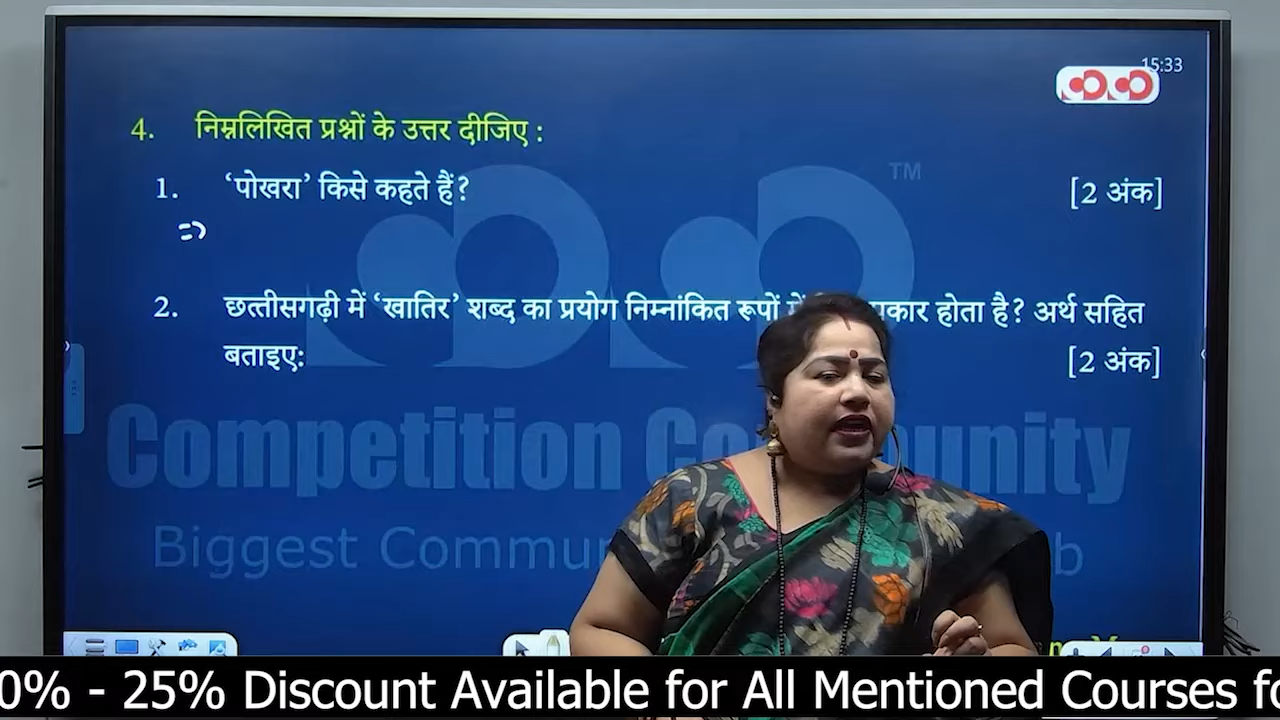 15:33
4. निम्नलिखित प्रश्नों के उत्तर दीजिए :
1. ‘पोखरा’ किसे कहते हैं? [2 अंक]
=>
TM
2. छत्तीसगढ़ी में ‘खातिर’ शब्द का प्रयोग निम्नांकित रूपों में होता है? अर्थ सहित
बताइए: [2 अंक]
Competition Community
Biggest
0% - 25% Discount Available for All Mentioned Courses fo